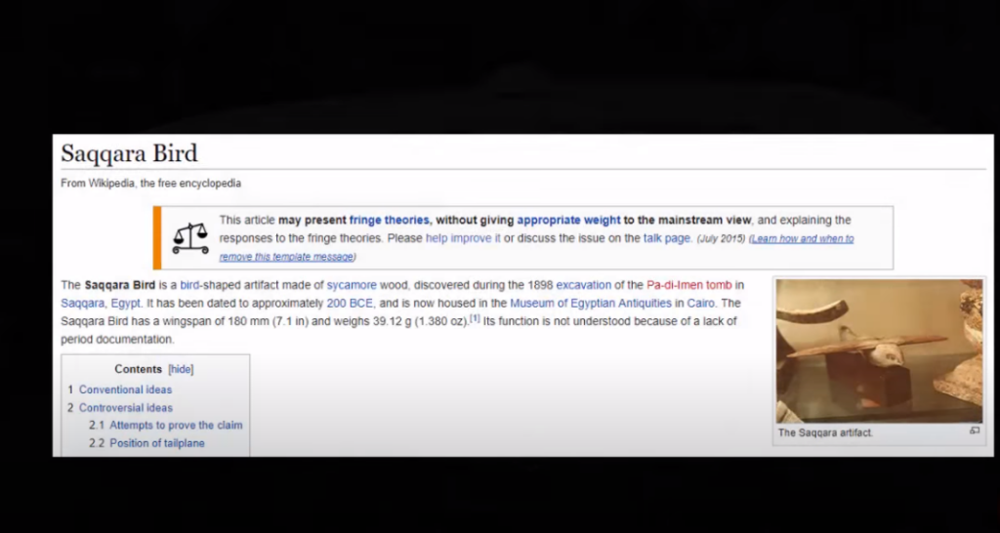 Saqqara Bird
From Wikipedia, the free encyclopedia
This article may present fringe theories, without giving appropriate weight to the mainstream view, and explaining the
responses to the fringe theories. Please help improve it or discuss the issue on the talk page. (July 2015) (Learn how and when to
remove this template message)
The Saqqara Bird is a bird-shaped artifact made of sycamore wood, discovered during the 1898 excavation of the Pa-di-Imen tomb in
Saqqara, Egypt. It has been dated to approximately 200 BCE, and is now housed in the Museum of Egyptian Antiquities in Cairo. The
Saqqara Bird has a wingspan of 180 mm (7.1 in) and weighs 39.12 g (1.380 oz).[1] Its function is not understood because of a lack of
period documentation.
Contents [hide]
1 Conventional ideas
2 Controversial ideas
2.1 Attempts to prove the claim
2.2 Position of tailplane
The Saqqara artifact.